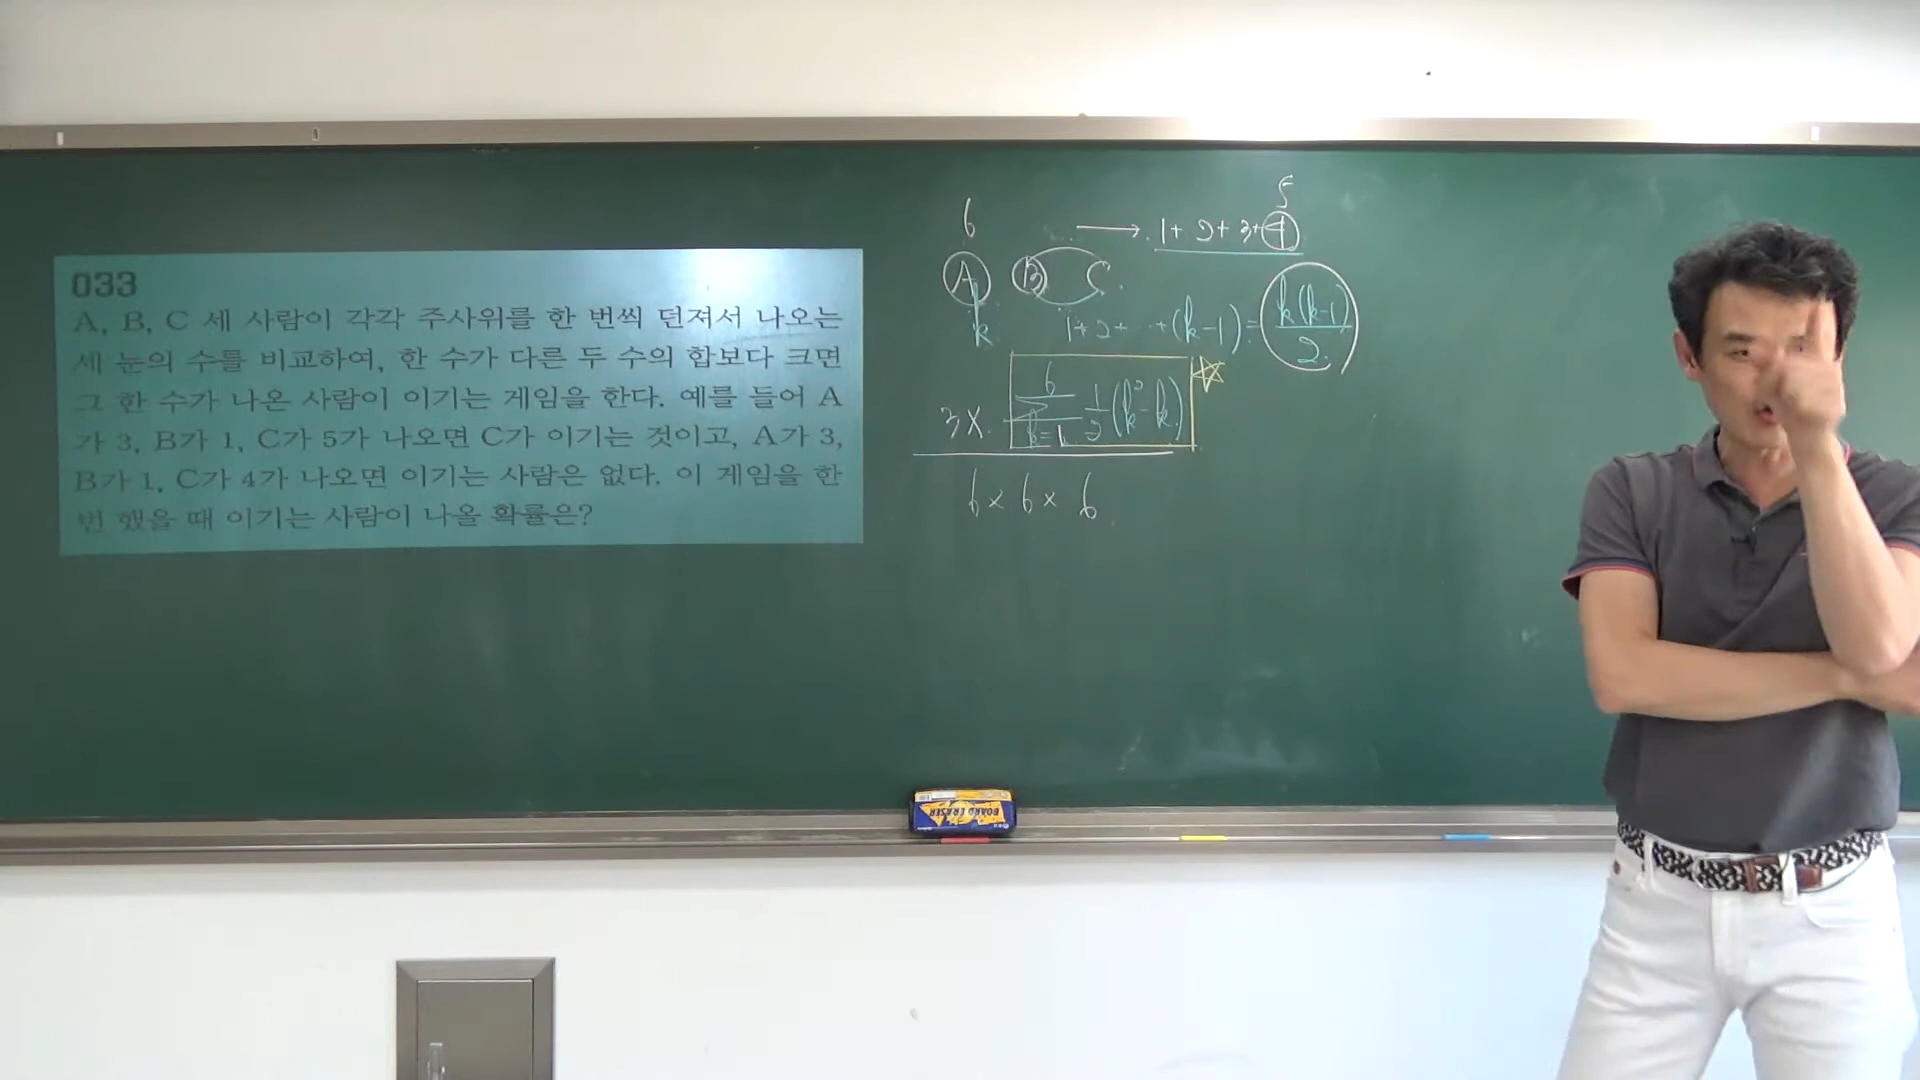 033
A, B, C 세 사람이 각각 주사위를 한 번씩 던져서 나오는
세 눈의 수를 비교하여, 한 수가 다른 두 수의 합보다 크면
그 한 수가 나온 사람이 이기는 게임을 한다. 예를 들어 A
가 3, B가 1, C가 5가 나오면 C가 이기는 것이고, A가 3,
B가 1, C가 4가 나오면 이기는 사람은 없다. 이 게임을 한
번 했을 때 이기는 사람이 나올 확률은?
5
6 → 1+2+3+4
A B C
k 1+2+⋯+(k-1)= k(k-1)/2
3× ∑_{k=1}^{6} 1/2(k²-k) ☆
6×6×6
BOARD ERASER